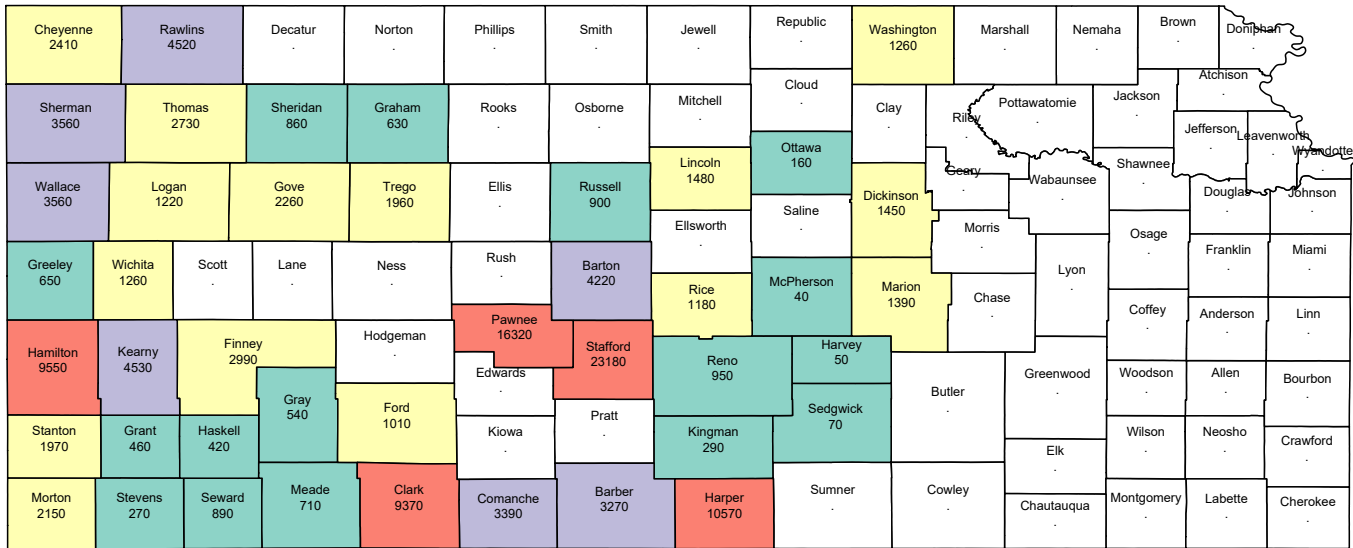 Cheyenne
2410
Rawlins
4520
Decatur
.
Norton
.
Phillips
.
Smith
.
Jewell
.
Republic
.
Washington
1260
Marshall
.
Nemaha
.
Brown
.
Doniphan
.
Sherman
3560
Thomas
2730
Sheridan
860
Graham
630
Rooks
.
Osborne
.
Mitchell
.
Cloud
.
Clay
.
Riley
.
Pottawatomie
.
Jackson
.
Atchison
.
Jefferson
.
Leavenworth
.
Wyandotte
.
Ottawa
160
Lincoln
1480
Wallace
3560
Logan
1220
Gove
2260
Trego
1960
Ellis
.
Russell
900
Ellsworth
.
Saline
.
Dickinson
1450
Geary
.
Wabaunsee
.
Shawnee
.
Douglas
.
Johnson
.
Morris
.
Osage
.
Greeley
650
Wichita
1260
Scott
.
Lane
.
Ness
.
Rush
.
Barton
4220
Rice
1180
McPherson
40
Marion
1390
Chase
.
Lyon
.
Franklin
.
Miami
.
Coffey
.
Anderson
.
Linn
.
Hamilton
9550
Kearny
4530
Finney
2990
Hodgeman
.
Pawnee
16320
Stafford
23180
Edwards
.
Reno
950
Harvey
50
Butler
.
Greenwood
.
Woodson
.
Allen
.
Bourbon
.
Gray
540
Ford
1010
Sedgwick
70
Stanton
1970
Grant
460
Haskell
420
Kiowa
.
Pratt
.
Kingman
290
Elk
.
Wilson
.
Neosho
.
Crawford
.
Morton
2150
Stevens
270
Seward
890
Meade
710
Clark
9370
Comanche
3390
Barber
3270
Harper
10570
Sumner
.
Cowley
.
Chautauqua
.
Montgomery
.
Labette
.
Cherokee
.